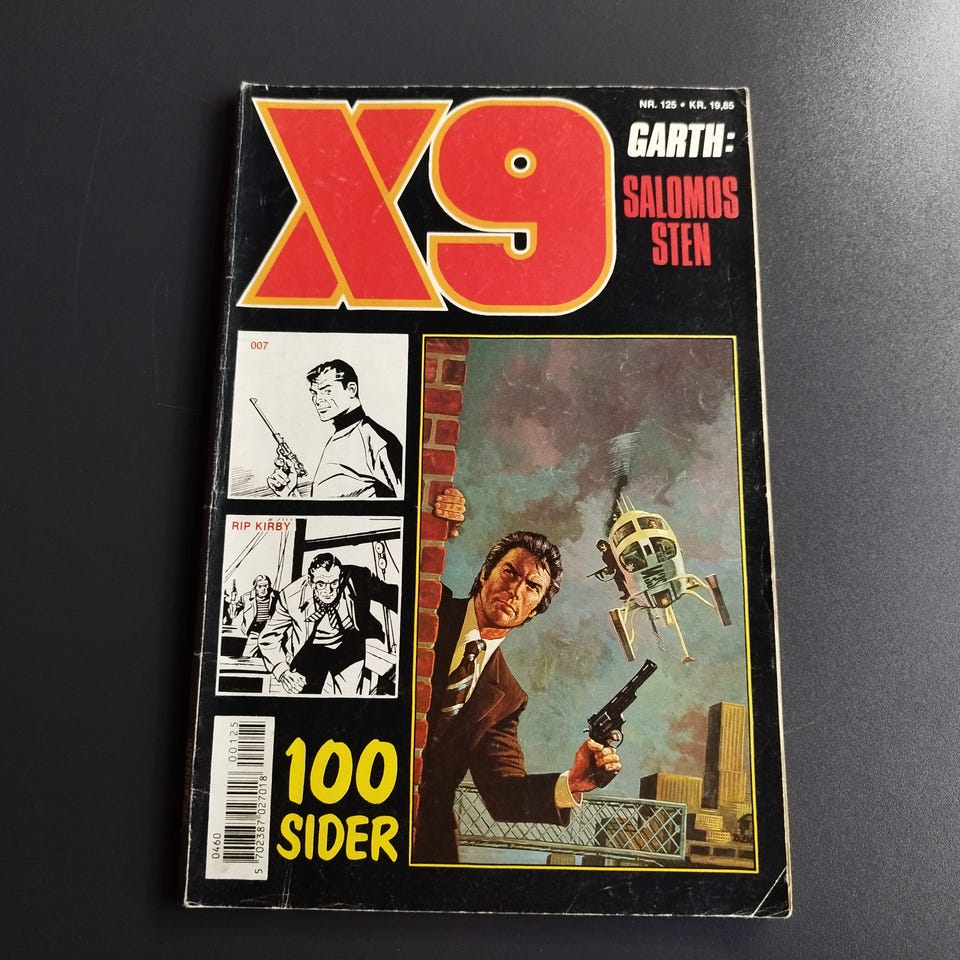 X9
NR. 125 • KR. 19,85
GARTH:
SALOMOS
STEN
007
RIP KIRBY
100
SIDER
00125
0460
5 702387 027018